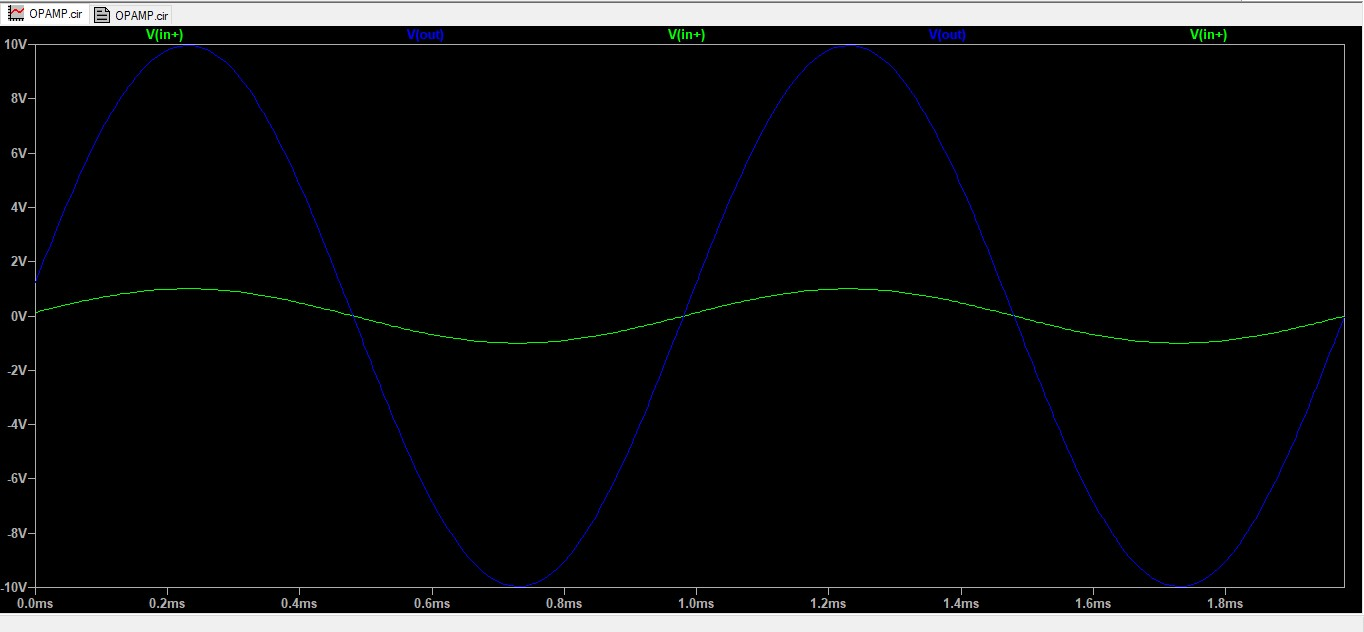 OPAMP.cir OPAMP.cir
V(in+) V(out) V(in+) V(out) V(in+)
10V
8V
6V
4V
2V
0V
-2V
-4V
-6V
-8V
-10V
0.0ms 0.2ms 0.4ms 0.6ms 0.8ms 1.0ms 1.2ms 1.4ms 1.6ms 1.8ms